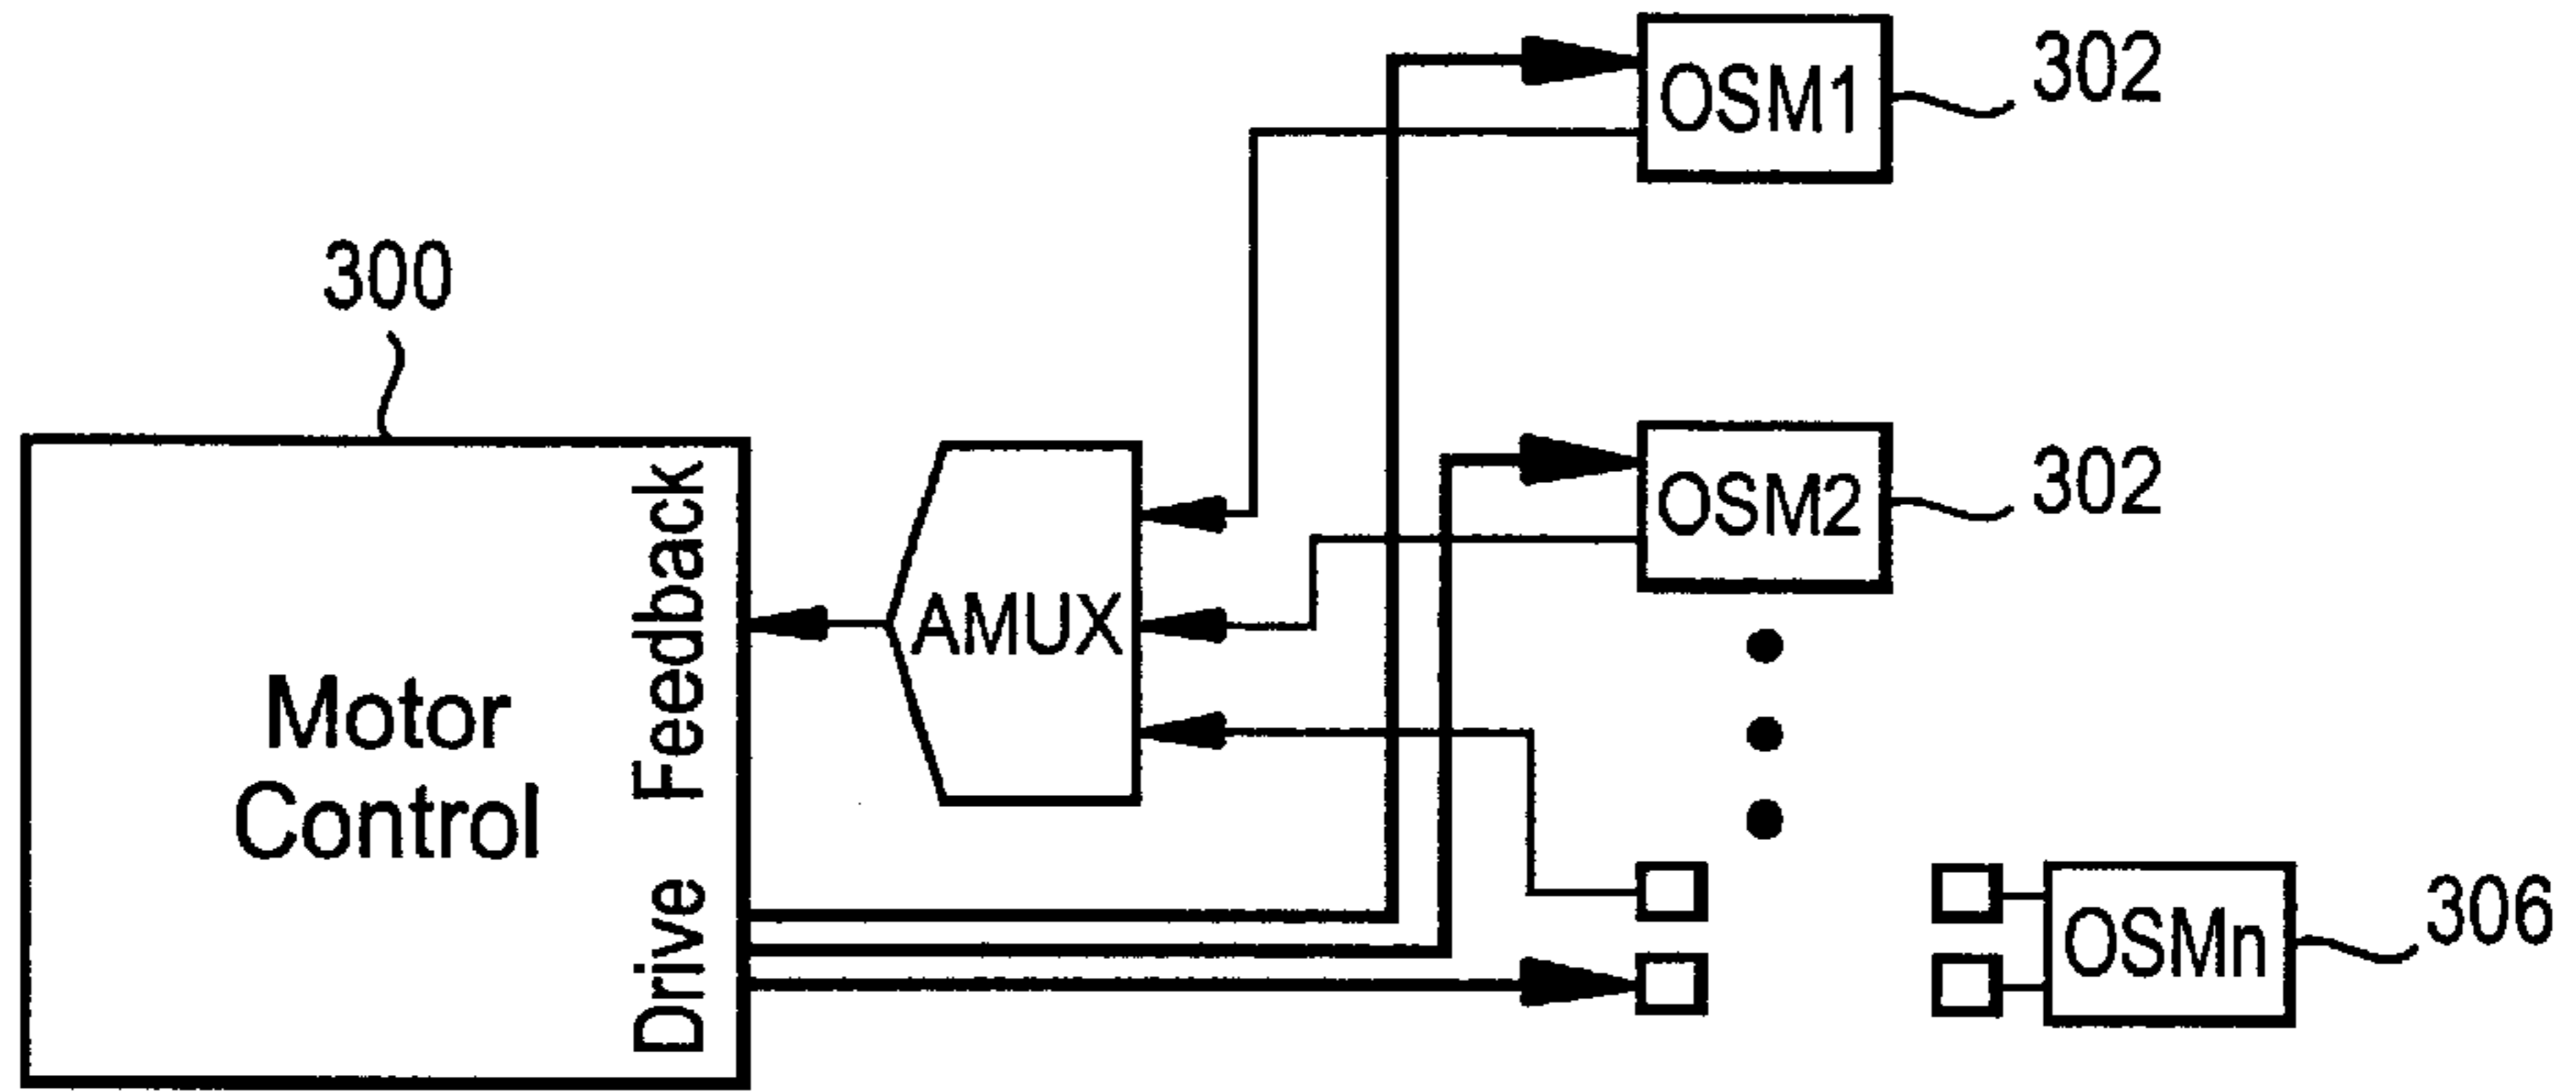 OSM1
302
300
OSM2
302
AMUX
Feedback
Motor
Control
Drive
OSMn
306